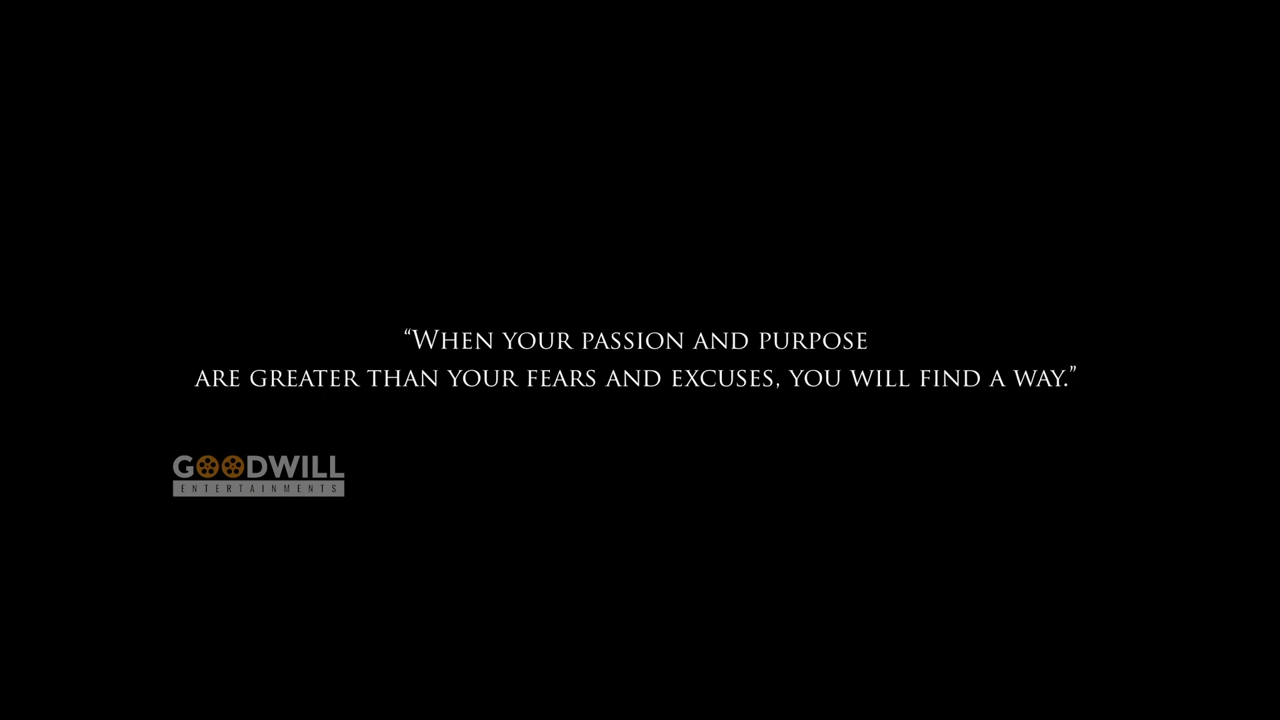 “When your passion and purpose
are greater than your fears and excuses, you will find a way.”
GOODWILL
ENTERTAINMENTS